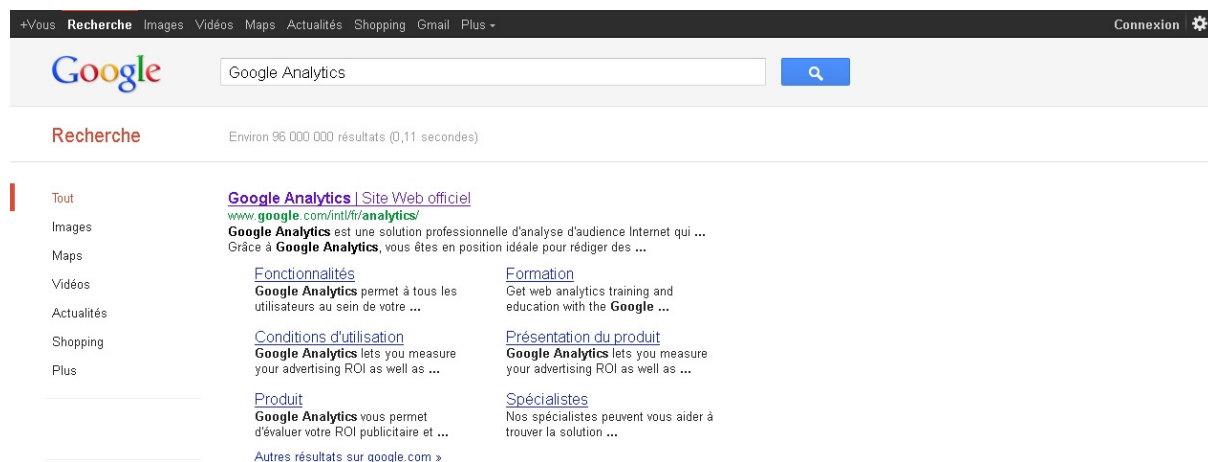 +Vous Recherche Images Vidéos Maps Actualités Shopping Gmail Plus Connexion
Google
Google Analytics
Recherche
Environ 96 000 000 résultats (0,11 secondes)
Tout
Images
Maps
Vidéos
Actualités
Shopping
Plus
Google Analytics | Site Web officiel
www.google.com/intl/fr/analytics/
Google Analytics est une solution professionnelle d'analyse d'audience Internet qui ...
Grâce à Google Analytics, vous êtes en position idéale pour rédiger des ...
Fonctionnalités
Google Analytics permet à tous les
utilisateurs au sein de votre ...
Formation
Get web analytics training and
education with the Google ...
Conditions d'utilisation
Google Analytics lets you measure
your advertising ROI as well as ...
Présentation du produit
Google Analytics lets you measure
your advertising ROI as well as ...
Produit
Google Analytics vous permet
d'évaluer votre ROI publicitaire et ...
Spécialistes
Nos spécialistes peuvent vous aider à
trouver la solution ...
Autres résultats sur google.com »